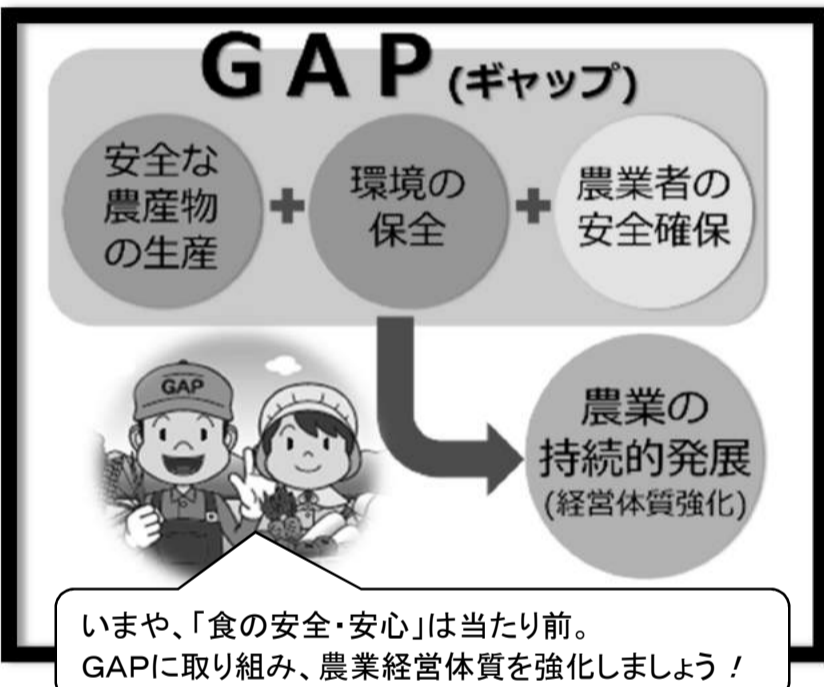 GAP(ギャップ)
安全な
農産物
の生産
+
環境の
保全
+
農業者の
安全確保
GAP
農業の
持続的発展
(経営体質強化)
いまや、「食の安全・安心」は当たり前。
GAPに取り組み、農業経営体質を強化しましょう！